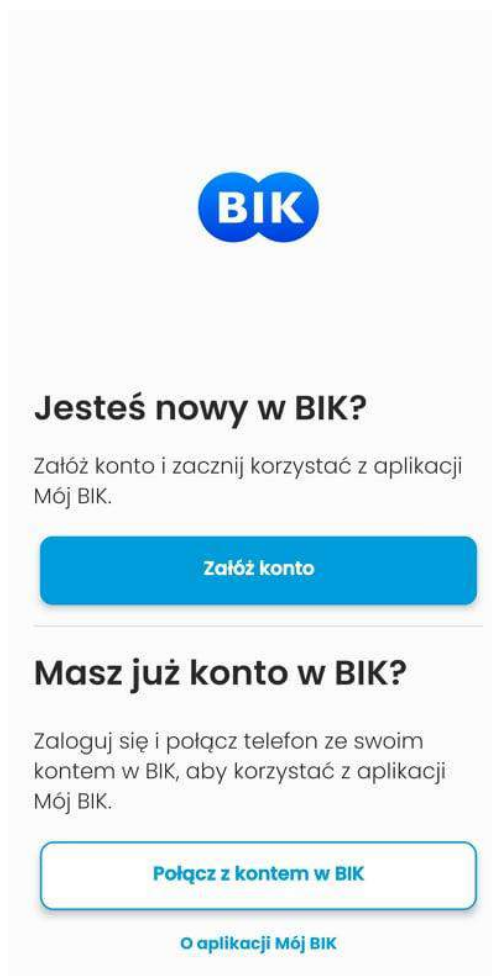 BIK
Jesteś nowy w BIK?
Załóż konto i zacznij korzystać z aplikacji
Mój BIK.
Załóż konto
Masz już konto w BIK?
Zaloguj się i połącz telefon ze swoim
kontem w BIK, aby korzystać z aplikacji
Mój BIK.
Połącz z kontem w BIK
O aplikacji Mój BIK